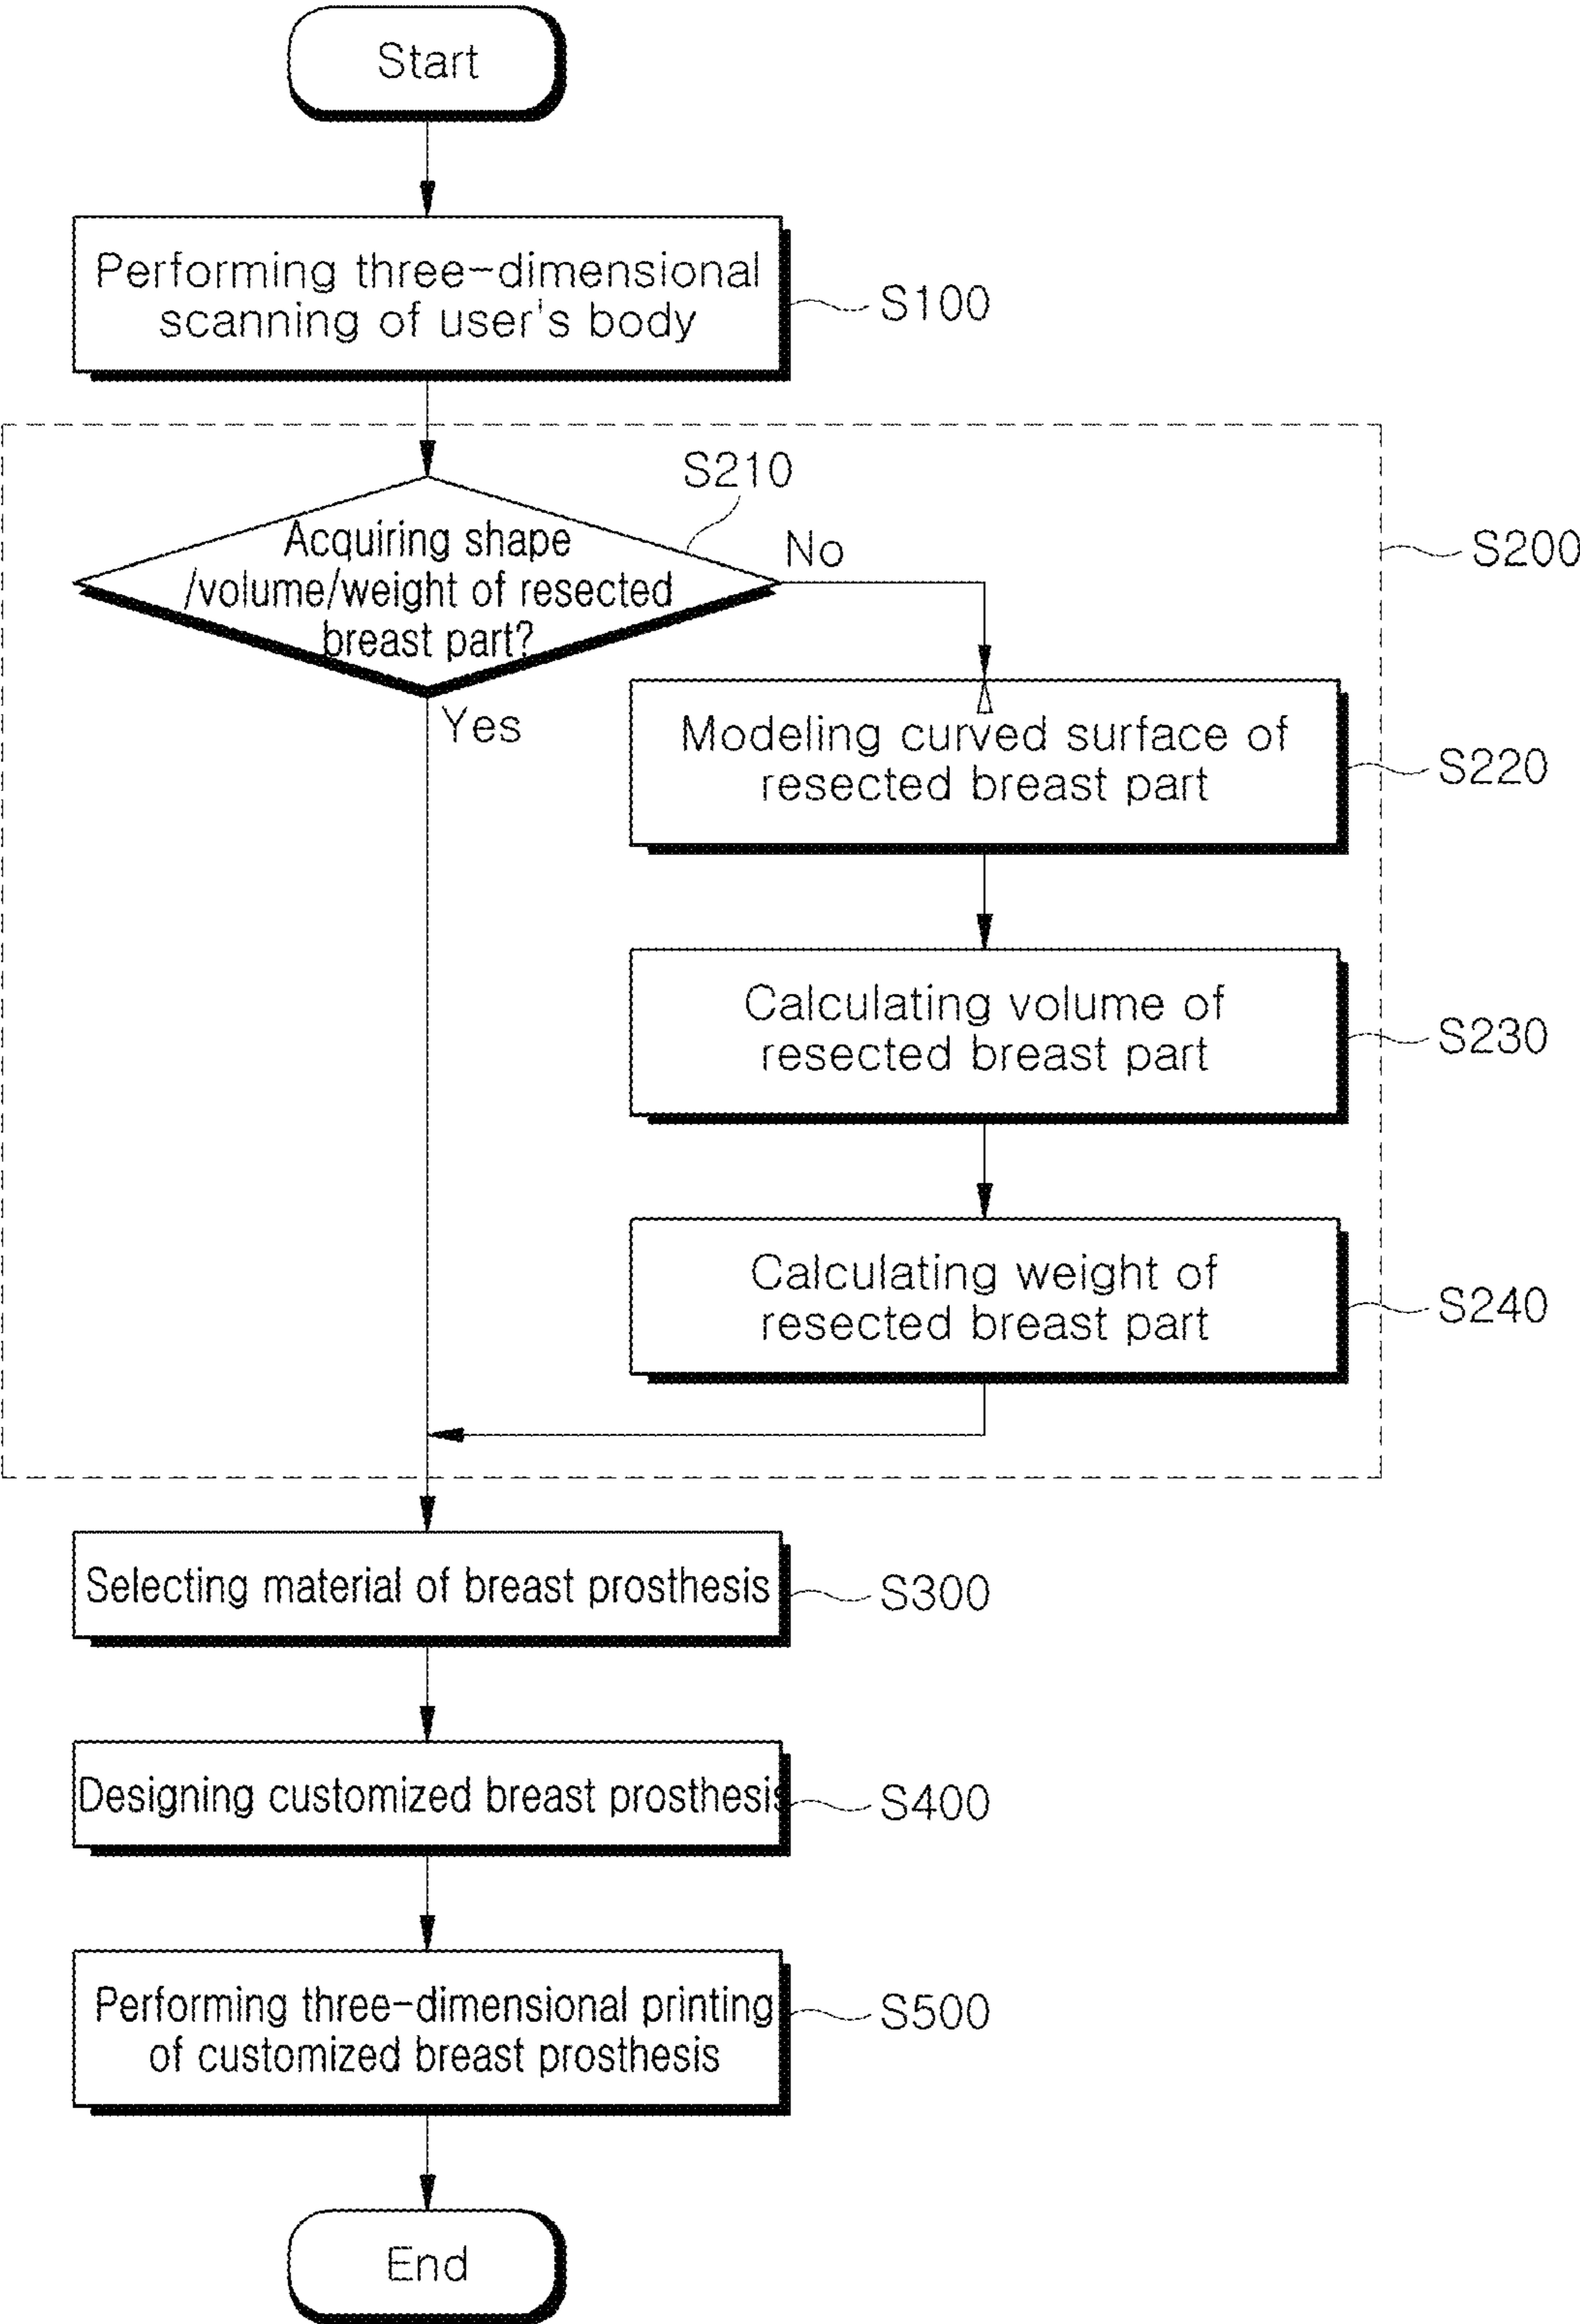 Start
Performing three-dimensional
scanning of user's body
S100
S210
Acquiring shape
/volume/weight of resected
breast part?
No
Yes
S200
Modeling curved surface of
resected breast part
S220
Calculating volume of
resected breast part
S230
Calculating weight of
resected breast part
S240
Selecting material of breast prosthesis
S300
Designing customized breast prosthesis
S400
Performing three-dimensional printing
of customized breast prosthesis
S500
End